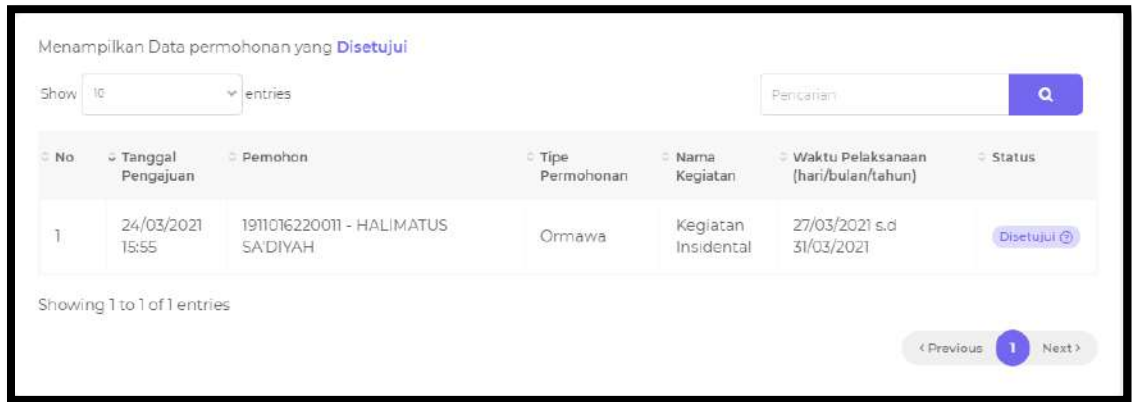 Menampilkan Data permohonan yang Disetujui
Show 10 entries
Pencarian
No Tanggal Pengajuan Pemohon Tipe Permohonan Nama Kegiatan Waktu Pelaksanaan (hari/bulan/tahun) Status
1 24/03/2021 15:55 1911016220011 - HALIMATUS SA'DIYAH Ormawa Kegiatan Insidental 27/03/2021 s.d 31/03/2021 Disetujui
Showing 1 to 1 of 1 entries
Previous 1 Next